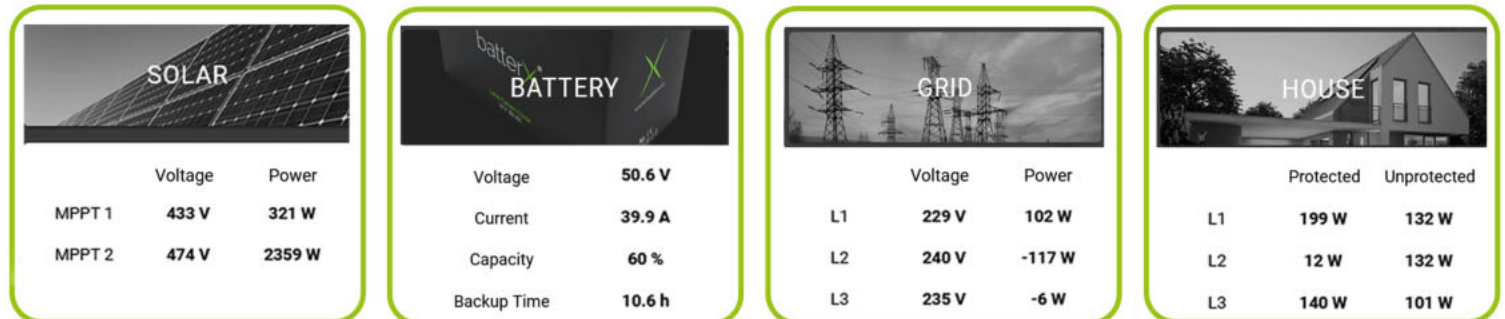 SOLAR
Voltage Power
MPPT 1 433 V 321 W
MPPT 2 474 V 2359 W
batterX
BATTERY
Voltage 50.6 V
Current 39.9 A
Capacity 60 %
Backup Time 10.6 h
GRID
Voltage Power
L1 229 V 102 W
L2 240 V -117 W
L3 235 V -6 W
HOUSE
Protected Unprotected
L1 199 W 132 W
L2 12 W 132 W
L3 140 W 101 W